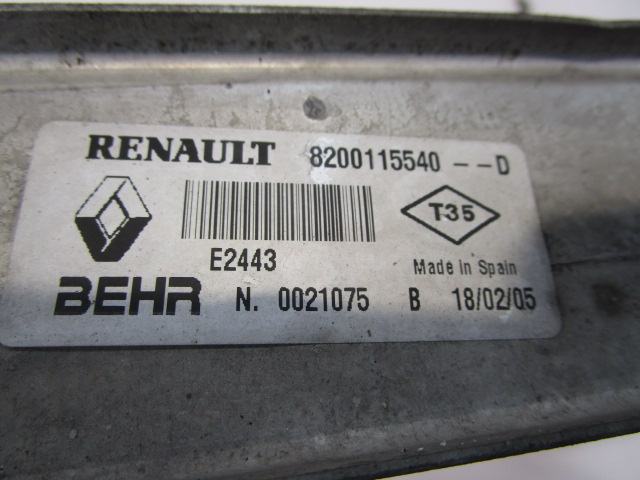 RENAULT 8200115540 -- D
T35
E2443
Made in Spain
BEHR N. 0021075 B 18/02/05